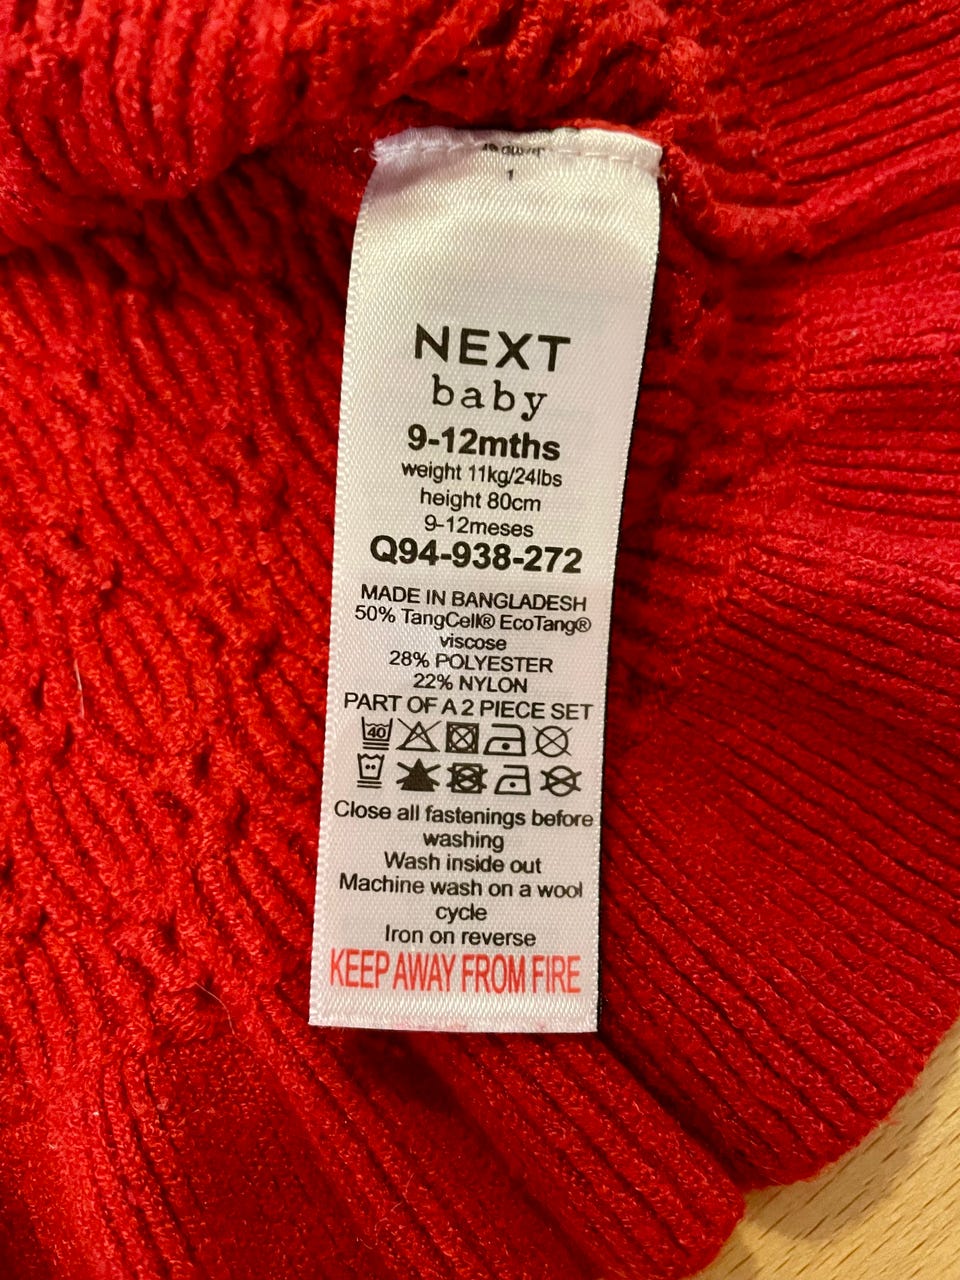 1
NEXT
baby
9-12mths
weight 11kg/24lbs
height 80cm
9-12meses
Q94-938-272
MADE IN BANGLADESH
50% TangCell® EcoTang®
viscose
28% POLYESTER
22% NYLON
PART OF A 2 PIECE SET
40
Close all fastenings before
washing
Wash inside out
Machine wash on a wool
cycle
Iron on reverse
KEEP AWAY FROM FIRE